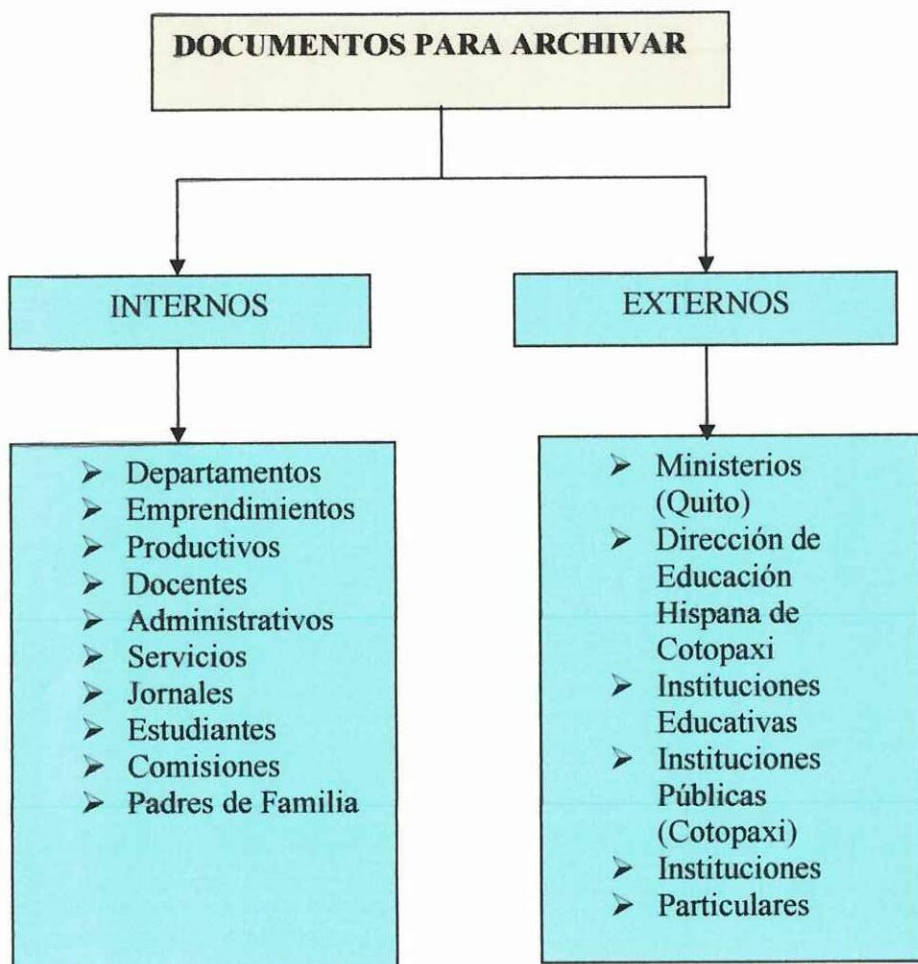 DOCUMENTOS PARA ARCHIVAR
INTERNOS
EXTERNOS
➢ Departamentos
➢ Emprendimientos
➢ Productivos
➢ Docentes
➢ Administrativos
➢ Servicios
➢ Jornales
➢ Estudiantes
➢ Comisiones
➢ Padres de Familia
➢ Ministerios
(Quito)
➢ Dirección de
Educación
Hispana de
Cotopaxi
➢ Instituciones
Educativas
➢ Instituciones
Públicas
(Cotopaxi)
➢ Instituciones
➢ Particulares